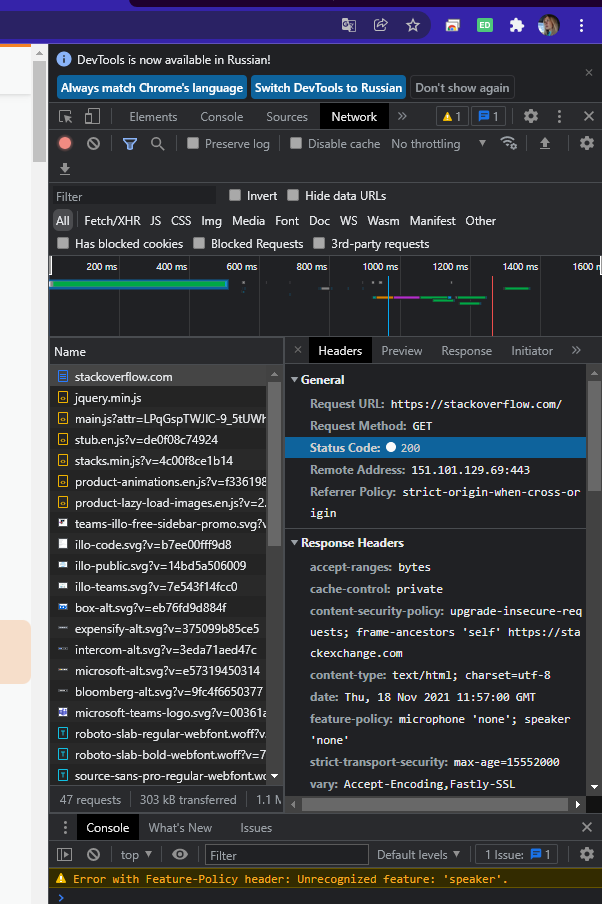 ED
DevTools is now available in Russian!
Always match Chrome's language
Switch DevTools to Russian
Don't show again
Elements
Console
Sources
Network
1
1
Preserve log
Disable cache
No throttling
Filter
Invert
Hide data URLs
All
Fetch/XHR
JS
CSS
Img
Media
Font
Doc
WS
Wasm
Manifest
Other
Has blocked cookies
Blocked Requests
3rd-party requests
200 ms
400 ms
600 ms
800 ms
1000 ms
1200 ms
1400 ms
1600 m
Name
stackoverflow.com
jquery.min.js
main.js?attr=LPqGspTWJIC-9_5tUWh
stub.en.js?v=de0f08c74924
stacks.min.js?v=4c00f8ce1b14
product-animations.en.js?v=f336198
product-lazy-load-images.en.js?v=2.
teams-illo-free-sidebar-promo.svg?v
illo-code.svg?v=b7ee00fff9d8
illo-public.svg?v=14bd5a506009
illo-teams.svg?v=7e543f14fcc0
box-alt.svg?v=eb76fd9d884f
expensify-alt.svg?v=375099b85ce5
intercom-alt.svg?v=3eda71aed47c
microsoft-alt.svg?v=e57319450314
bloomberg-alt.svg?v=9fc4f6650377
microsoft-teams-logo.svg?v=00361a
roboto-slab-regular-webfont.woff?v
roboto-slab-bold-webfont.woff?v=7
source-sans-pro-regular-webfont.wo
47 requests
303 kB transferred
1.1 M
Headers
Preview
Response
Initiator
General
Request URL: https://stackoverflow.com/
Request Method: GET
Status Code: 200
Remote Address: 151.101.129.69:443
Referrer Policy: strict-origin-when-cross-or
igin
Response Headers
accept-ranges: bytes
cache-control: private
content-security-policy: upgrade-insecure-req
uests; frame-ancestors 'self' https://sta
ckexchange.com
content-type: text/html; charset=utf-8
date: Thu, 18 Nov 2021 11:57:00 GMT
feature-policy: microphone 'none'; speaker
'none'
strict-transport-security: max-age=15552000
vary: Accept-Encoding,Fastly-SSL
Console
What's New
Issues
top
Filter
Default levels
1 Issue:
1
Error with Feature-Policy header: Unrecognized feature: 'speaker'.